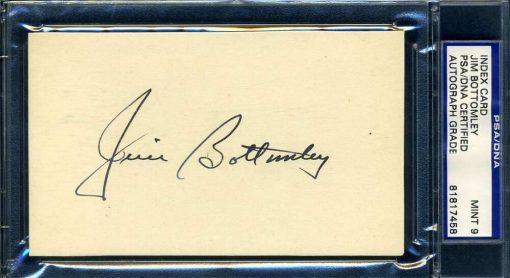 Jim Bottomley
PSA/DNA
INDEX CARD
JIM BOTTOMLEY
PSA/DNA CERTIFIED
AUTOGRAPH GRADE
MINT 9
81817458